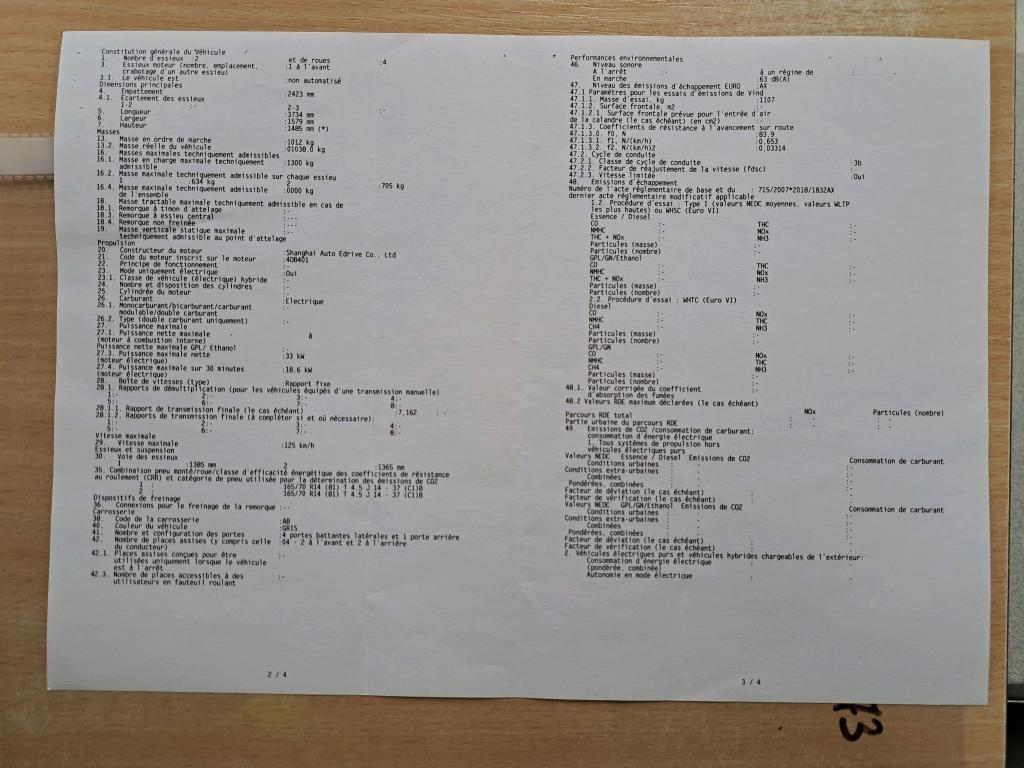 Constitution générale du Véhicule
1. Nombre d'essieux :2 et de roues :4
3. Essieux moteur (nombre, emplacement, :1 à l'avant
crabotage d'un autre essieu)
3.1. Le véhicule est :non automatisé
Dimensions principales
4. Empattement :2423 mm
4.1. Ecartement des essieux
1-2 2-3
5. Longueur :3734 mm
6. Largeur :1579 mm
7. Hauteur :1485 mm (*)
Masses
13. Masse en ordre de marche :1012 kg
13.2. Masse réelle du véhicule :01038.0 kg
16. Masses maximales techniquement admissibles
16.1. Masse en charge maximale techniquement :1300 kg
admissible
16.2. Masse maximale techniquement admissible sur chaque essieu
1 :634 kg 2 :705 kg
16.4. Masse maximale techniquement admissible :0000 kg
de l'ensemble
18. Masse tractable maximale techniquement admissible en cas de
18.1. Remorque à timon d'attelage :-
18.3. Remorque à essieu central :---
18.4. Remorque non freinée :---
19. Masse verticale statique maximale :---
techniquement admissible au point d'attelage
Propulsion
20. Constructeur du moteur :Shanghai Auto Edrive Co., Ltd
21. Code du moteur inscrit sur le moteur :4DB401
22. Principe de fonctionnement :-
23. Mode uniquement électrique :Oui
23.1. Classe de véhicule (électrique) hybride :-
24. Nombre et disposition des cylindres :-
25. Cylindrée du moteur :-
26. Carburant :Electrique
26.1. Monocarburant/bicarburant/carburant :-
modulable/double carburant
26.2. Type (double carburant uniquement) :-
27. Puissance maximale
27.1. Puissance nette maximale à
(moteur à combustion interne)
Puissance nette maximale GPL/ Ethanol :-
27.3. Puissance maximale nette :33 kW
(moteur électrique)
27.4. Puissance maximale sur 30 minutes :18.6 kW
(moteur électrique)
28. Boîte de vitesses (type) :Rapport fixe
28.1. Rapports de démultiplication (pour les véhicules équipés d'une transmission manuelle)
1:- 2:- 3:- 4:-
5:- 6:- 7:- 8:-
28.1.1. Rapport de transmission finale (le cas échéant) :7,162 : -
28.1.2. Rapports de transmission finale (à compléter si et où nécessaire):
1:- 2:- 3:- 4:-
5:- 6:- 7:- 8:-
Vitesse maximale
29. Vitesse maximale :125 km/h
Essieux et suspension
30. Voie des essieux
1 :1385 mm 2 :1365 mm
35. Combinaison pneu monté/roue/classe d'efficacité énergétique des coefficients de résistance
au roulement (CRR) et catégorie de pneu utilisée pour la détermination des émissions de CO2
1 : 165/70 R14 (81) T 4.5 J 14 - 37 (C1)B
2 : 165/70 R14 (81) T 4.5 J 14 - 37 (C1)B
Dispositifs de freinage
36. Connexions pour le freinage de la remorque :--
Carrosserie
38. Code de la carrosserie :AB
40. Couleur du véhicule :GRIS
41. Nombre et configuration des portes :4 portes battantes latérales et 1 porte arrière
42. Nombre de places assises (y compris celle :04 - 2 à l'avant et 2 à l'arrière
du conducteur)
42.1. Places assises conçues pour être :-
utilisées uniquement lorsque le véhicule
est à l'arrêt
42.3. Nombre de places accessibles à des :-
utilisateurs en fauteuil roulant
2 / 4
Performances environnementales
46. Niveau sonore
A l'arrêt :- à un régime de :
En marche :63 dB(A)
47. Niveau des émissions d'échappement EURO :AX
47.1 Paramètres pour les essais d'émissions de Vind
47.1.1. Masse d'essai, kg :1107
47.1.2. Surface frontale, m2 :-
47.1.2.1. Surface frontale prévue pour l'entrée d'air
de la calandre (le cas échéant) (en cm2) :-
47.1.3. Coefficients de résistance à l'avancement sur route
47.1.3.0. f0, N :83,9
47.1.3.1. f1, N/(km/h) :0,653
47.1.3.2. f2, N/(km/h)2 :0,03314
47.2. Cycle de conduite
47.2.1. Classe de cycle de conduite :3b
47.2.2. Facteur de réajustement de la vitesse (fdsc) :-
47.2.3. Vitesse limitée :Oui
48. Emissions d'échappement
Numéro de l'acte réglementaire de base et du : 715/2007*2018/1832AX
dernier acte réglementaire modificatif applicable
1.2. Procédure d'essai : Type I (valeurs NEDC moyennes, valeurs WLTP
les plus hautes) ou WHSC (Euro VI)
Essence / Diesel
CO :- THC :-
NMHC :- NOx :-
THC + NOx :- NH3 :-
Particules (masse) :-
Particules (nombre) :-
GPL/GN/Ethanol
CO :- THC :-
NMHC :- NOx :-
THC + NOx :- NH3 :-
Particules (masse) :-
Particules (nombre) :-
2.2. Procédure d'essai : WHTC (Euro VI)
Diesel
CO :- NOx :-
NMHC :- THC :-
CH4 :- NH3 :-
Particules (masse) :-
Particules (nombre) :-
GPL/GN
CO :- NOx :-
NMHC :- THC :-
CH4 :- NH3 :-
Particules (masse) :-
Particules (nombre) :-
48.1. Valeur corrigée du coefficient :-
d'absorption des fumées
48.2 Valeurs RDE maximum déclarées (le cas échéant)
NOx Particules (nombre)
Parcours RDE total : - : -
Partie urbaine du parcours RDE : - : -
49. Emissions de CO2 /consommation de carburant:
consommation d'énergie électrique
1. Tous systèmes de propulsion hors
véhicules électriques purs
Valeurs NEDC Essence / Diesel Emissions de CO2 Consommation de carburant
Conditions urbaines :
Conditions extra-urbaines :
Combinées :
Pondérées, combinées :
Facteur de déviation (le cas échéant) :
Facteur de vérification (le cas échéant) :
Valeurs NEDC GPL/GN/Ethanol Emissions de CO2 Consommation de carburant
Conditions urbaines :
Conditions extra-urbaines :
Combinées :
Pondérées, combinées :
Facteur de déviation (le cas échéant) :
Facteur de vérification (le cas échéant) :
2. Véhicules électriques purs et véhicules hybrides chargeables de l'extérieur:
Consommation d'énergie électrique :
(pondérée, combinée)
Autonomie en mode électrique :
3 / 4
73